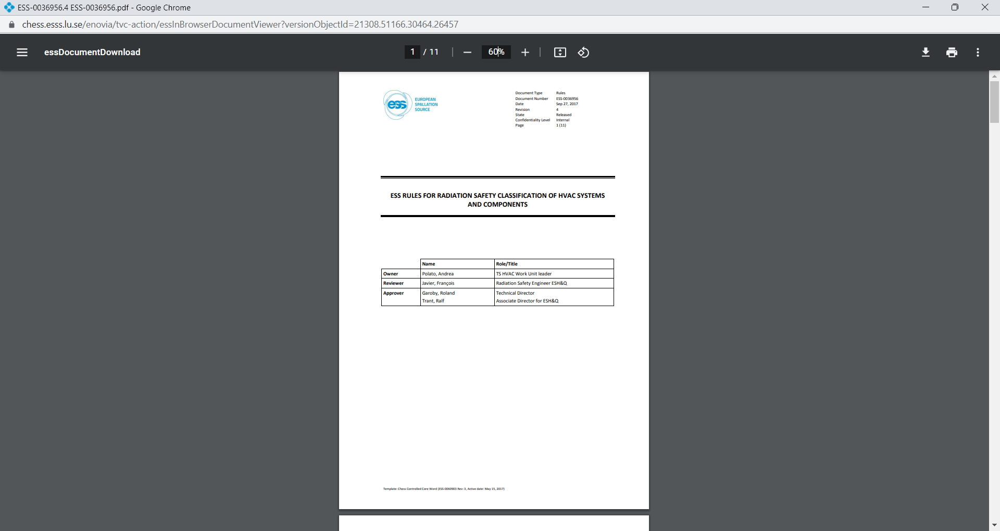 ESS-0036956.4 ESS-0036956.pdf - Google Chrome
chess.esss.lu.se/enovia/tvc-action/essInBrowserDocumentViewer?versionObjectId=21308.51166.30464.26457
essDocumentDownload
1 / 11
60%
ess
EUROPEAN
SPALLATION
SOURCE
Document Type Rules
Document Number ESS-0036956
Date Sep 27, 2017
Revision 4
State Released
Confidentiality Level Internal
Page 1 (11)
ESS RULES FOR RADIATION SAFETY CLASSIFICATION OF HVAC SYSTEMS
AND COMPONENTS
Name Role/Title
Owner Polato, Andrea TS HVAC Work Unit leader
Reviewer Javier, François Radiation Safety Engineer ESH&Q
Approver Garoby, Roland Technical Director
Trant, Ralf Associate Director for ESH&Q
Template: Chess Controlled Core Word (ESS-0060903 Rev: 3, Active date: May 15, 2017)